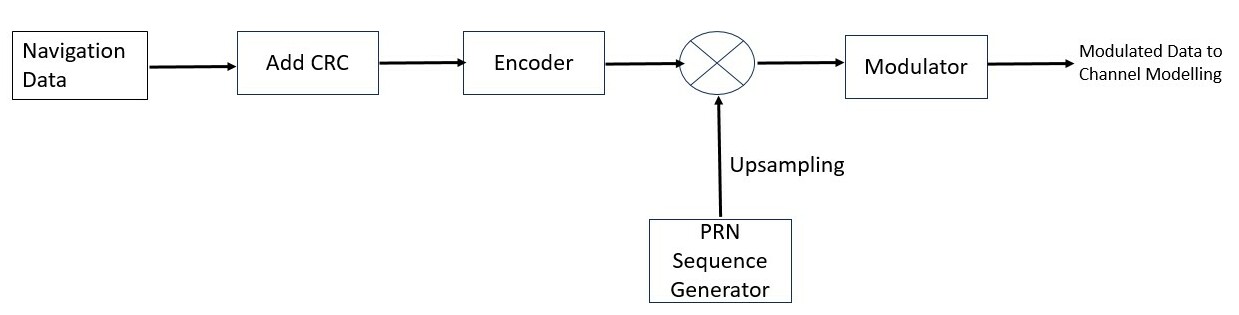 Navigation
Data
Add CRC
Encoder
Modulator
Modulated Data to
Channel Modelling
Upsampling
PRN
Sequence
Generator